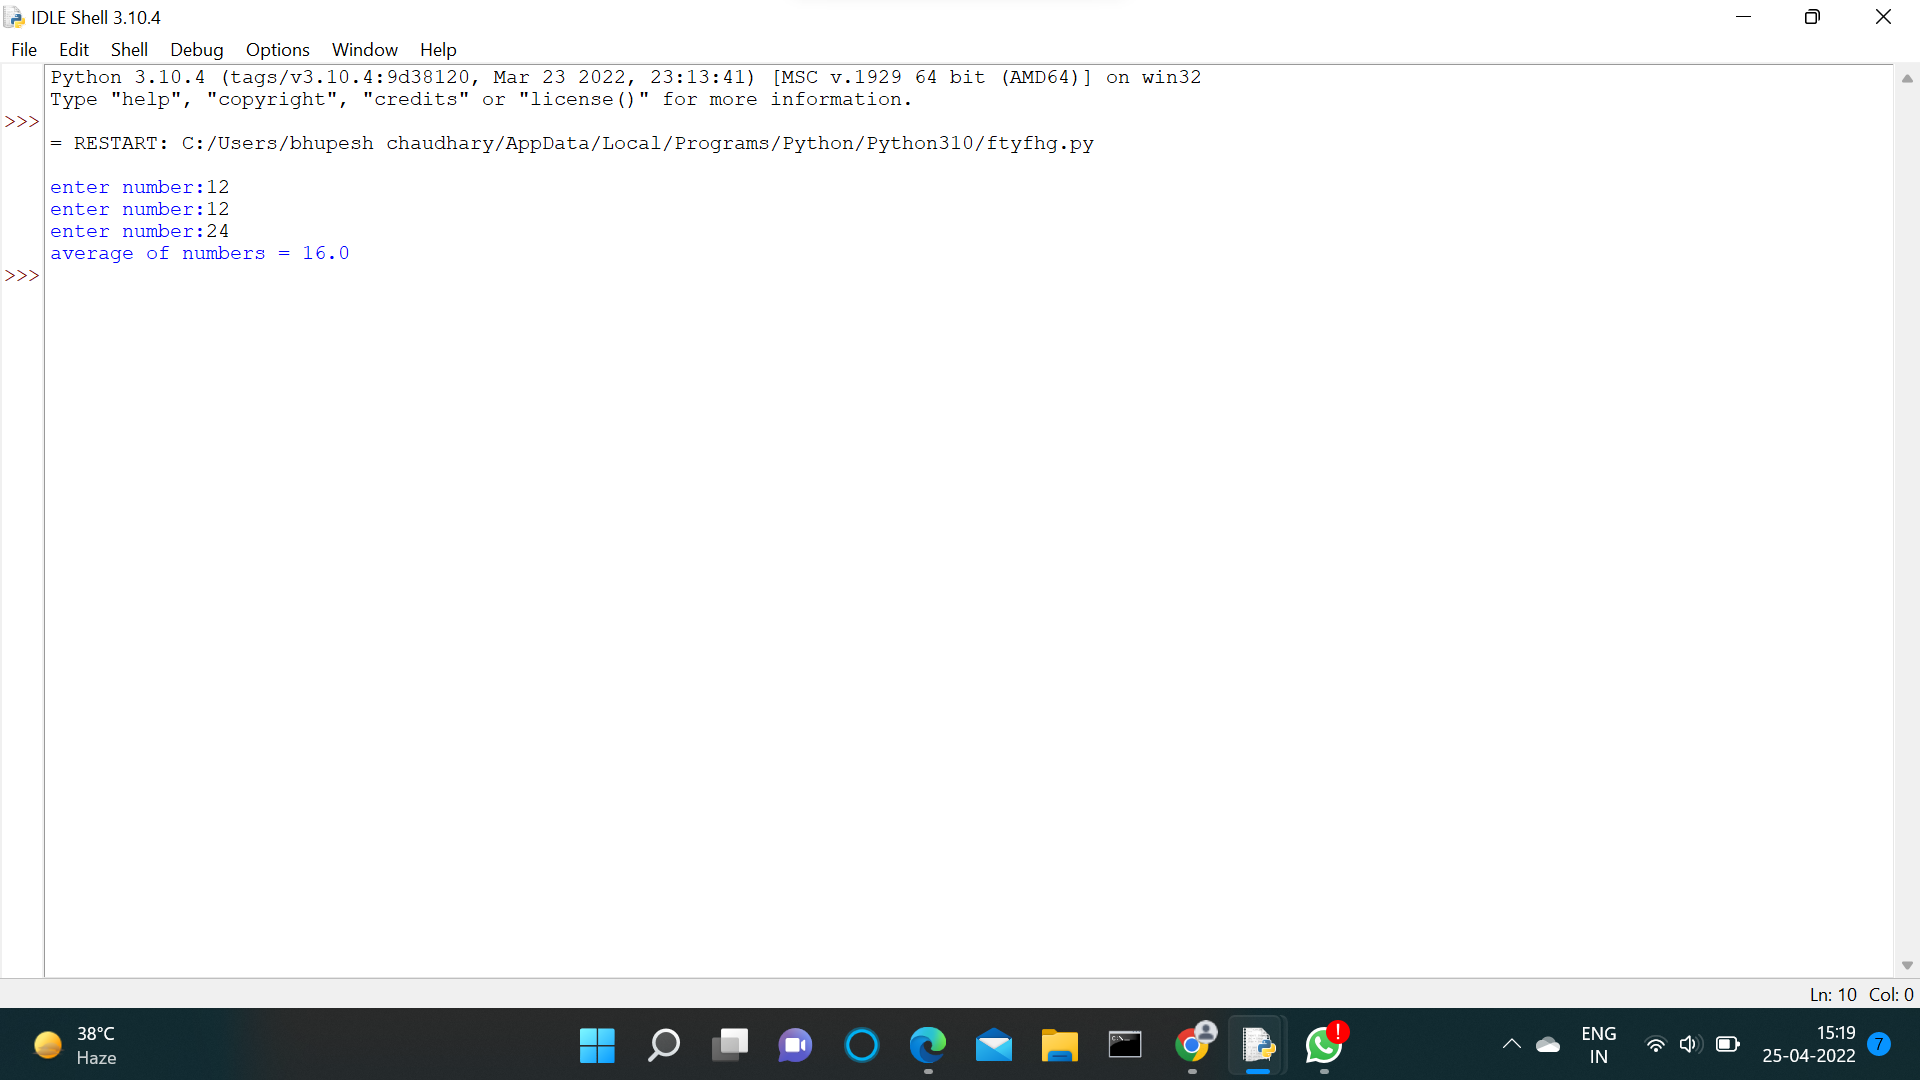 IDLE Shell 3.10.4
File Edit Shell Debug Options Window Help
Python 3.10.4 (tags/v3.10.4:9d38120, Mar 23 2022, 23:13:41) [MSC v.1929 64 bit (AMD64)] on win32
Type "help", "copyright", "credits" or "license()" for more information.
>>>
= RESTART: C:/Users/bhupesh chaudhary/AppData/Local/Programs/Python/Python310/ftyfhg.py
enter number:12
enter number:12
enter number:24
average of numbers = 16.0
>>>
Ln: 10 Col: 0
38°C
Haze
ENG
IN
15:19
25-04-2022
7